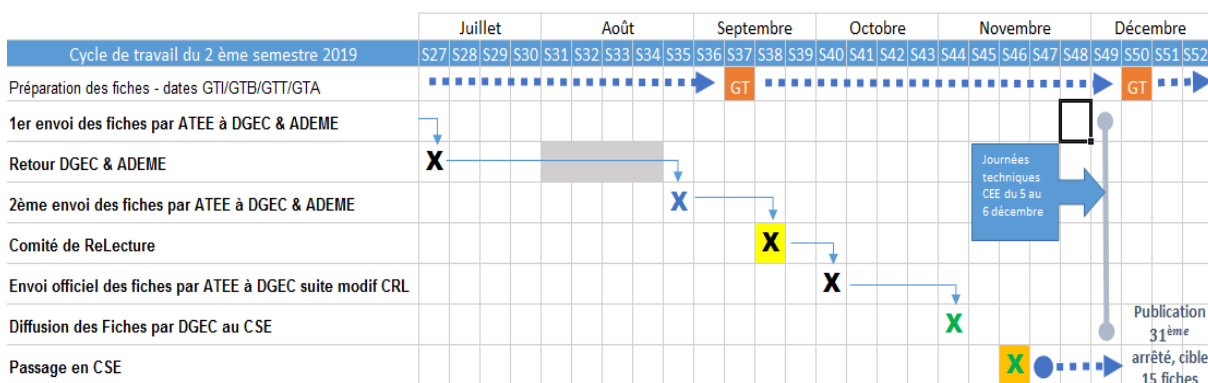 Juillet Août Septembre Octobre Novembre Décembre
Cycle de travail du 2 ème semestre 2019 S27 S28 S29 S30 S31 S32 S33 S34 S35 S36 S37 S38 S39 S40 S41 S42 S43 S44 S45 S46 S47 S48 S49 S50 S51 S52
Préparation des fiches - dates GTI/GTB/GTT/GTA GT GT
1er envoi des fiches par ATEE à DGEC & ADEME
Retour DGEC & ADEME X
2ème envoi des fiches par ATEE à DGEC & ADEME X
Comité de ReLecture X
Envoi officiel des fiches par ATEE à DGEC suite modif CRL X
Diffusion des Fiches par DGEC au CSE X
Passage en CSE X
Journées
techniques
CEE du 5 au
6 décembre
Publication
31ème
arrêté, cible
15 fiches